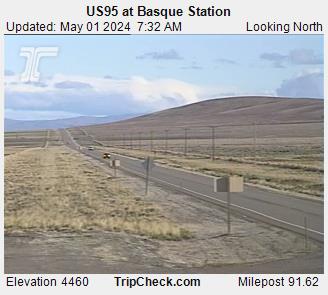 US95 at Basque Station
Updated: May 01 2024 7:32 AM Looking North
Elevation 4460 TripCheck.com Milepost 91.62